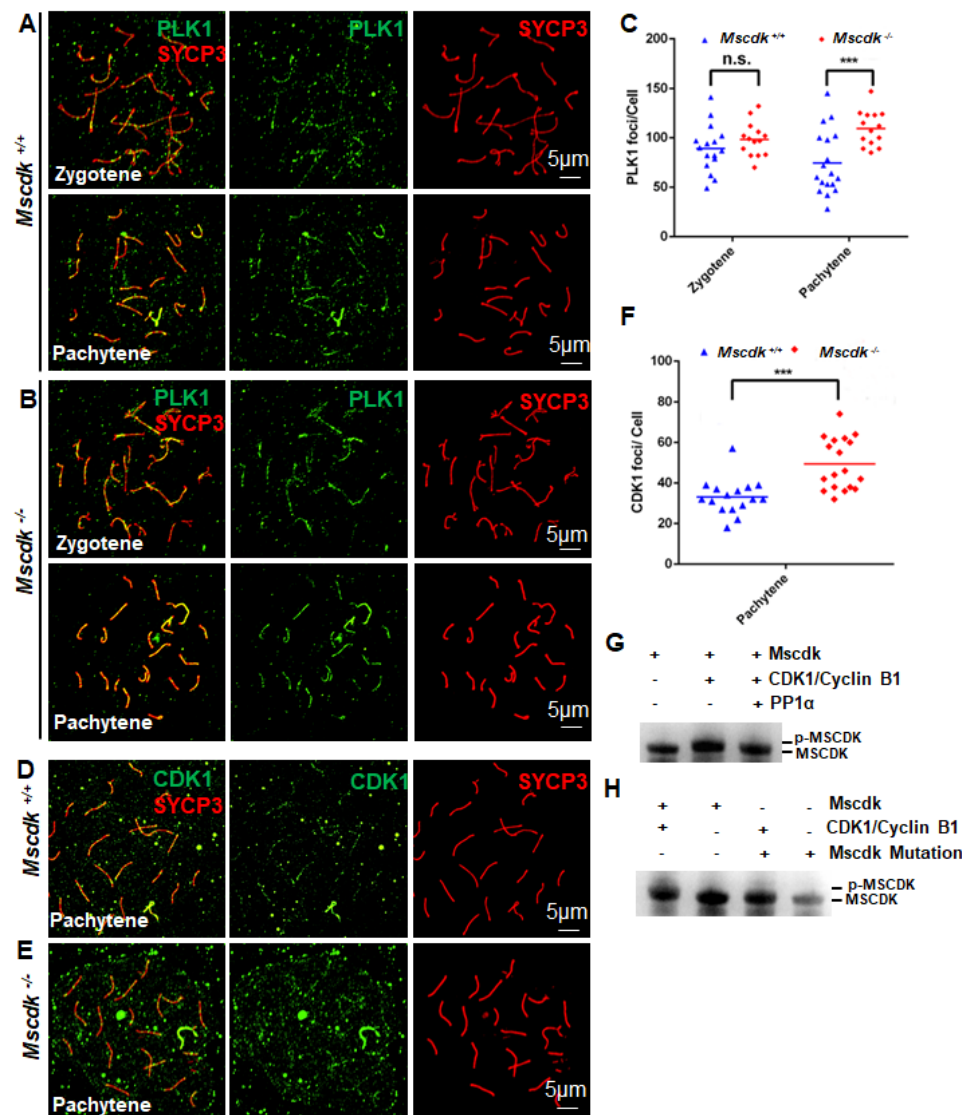 A
Mscdk +/+
PLK1
SYCP3
PLK1
SYCP3
Zygotene
5µm
Pachytene
5µm
B
Mscdk -/-
PLK1
SYCP3
PLK1
SYCP3
Zygotene
5µm
Pachytene
5µm
C
Mscdk +/+
Mscdk -/-
n.s.
***
PLK1 foci/Cell
200
150
100
50
0
Zygotene
Pachytene
D
Mscdk +/+
CDK1
SYCP3
CDK1
SYCP3
Pachytene
E
Mscdk -/-
Pachytene
5µm
F
Mscdk +/+
Mscdk -/-
***
CDK1 foci/ Cell
100
80
60
40
20
0
Pachytene
G
+ + + Mscdk
- + + CDK1/Cyclin B1
- - + PP1α
p-MSCDK
MSCDK
H
+ + - - Mscdk
+ - + - CDK1/Cyclin B1
- - + + Mscdk Mutation
p-MSCDK
MSCDK